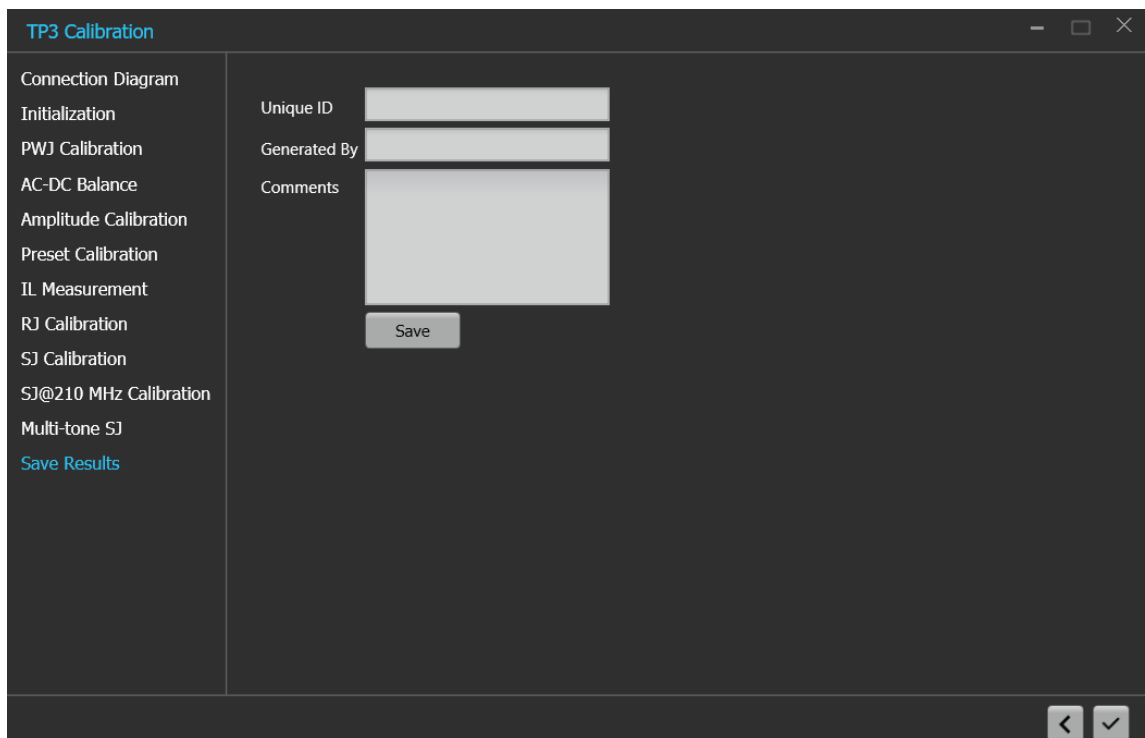 TP3 Calibration
Connection Diagram
Initialization
PWJ Calibration
AC-DC Balance
Amplitude Calibration
Preset Calibration
IL Measurement
RJ Calibration
SJ Calibration
SJ@210 MHz Calibration
Multi-tone SJ
Save Results
Unique ID
Generated By
Comments
Save